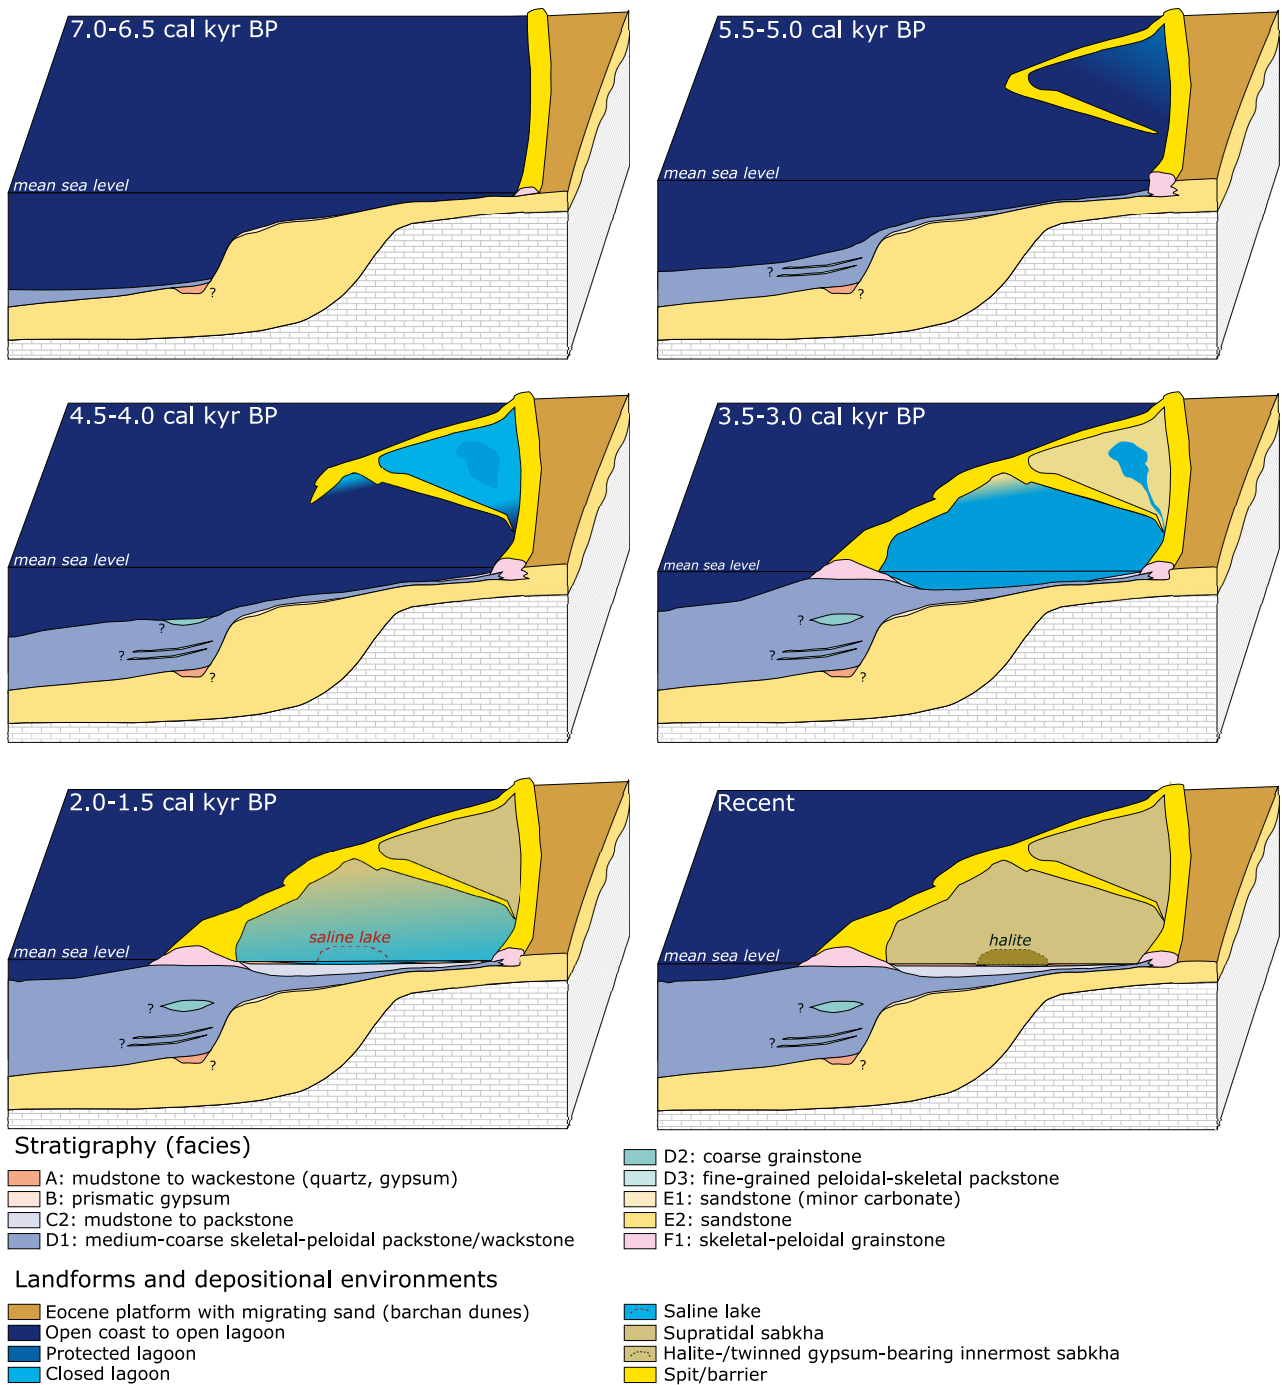 7.0-6.5 cal kyr BP
mean sea level
?
5.5-5.0 cal kyr BP
mean sea level
?
?
4.5-4.0 cal kyr BP
mean sea level
?
?
?
3.5-3.0 cal kyr BP
mean sea level
?
?
?
2.0-1.5 cal kyr BP
saline lake
mean sea level
?
?
?
Recent
halite
mean sea level
?
?
?
Stratigraphy (facies)
A: mudstone to wackestone (quartz, gypsum)
B: prismatic gypsum
C2: mudstone to packstone
D1: medium-coarse skeletal-peloidal packstone/wackstone
D2: coarse grainstone
D3: fine-grained peloidal-skeletal packstone
E1: sandstone (minor carbonate)
E2: sandstone
F1: skeletal-peloidal grainstone
Landforms and depositional environments
Eocene platform with migrating sand (barchan dunes)
Open coast to open lagoon
Protected lagoon
Closed lagoon
Saline lake
Supratidal sabkha
Halite-/twinned gypsum-bearing innermost sabkha
Spit/barrier